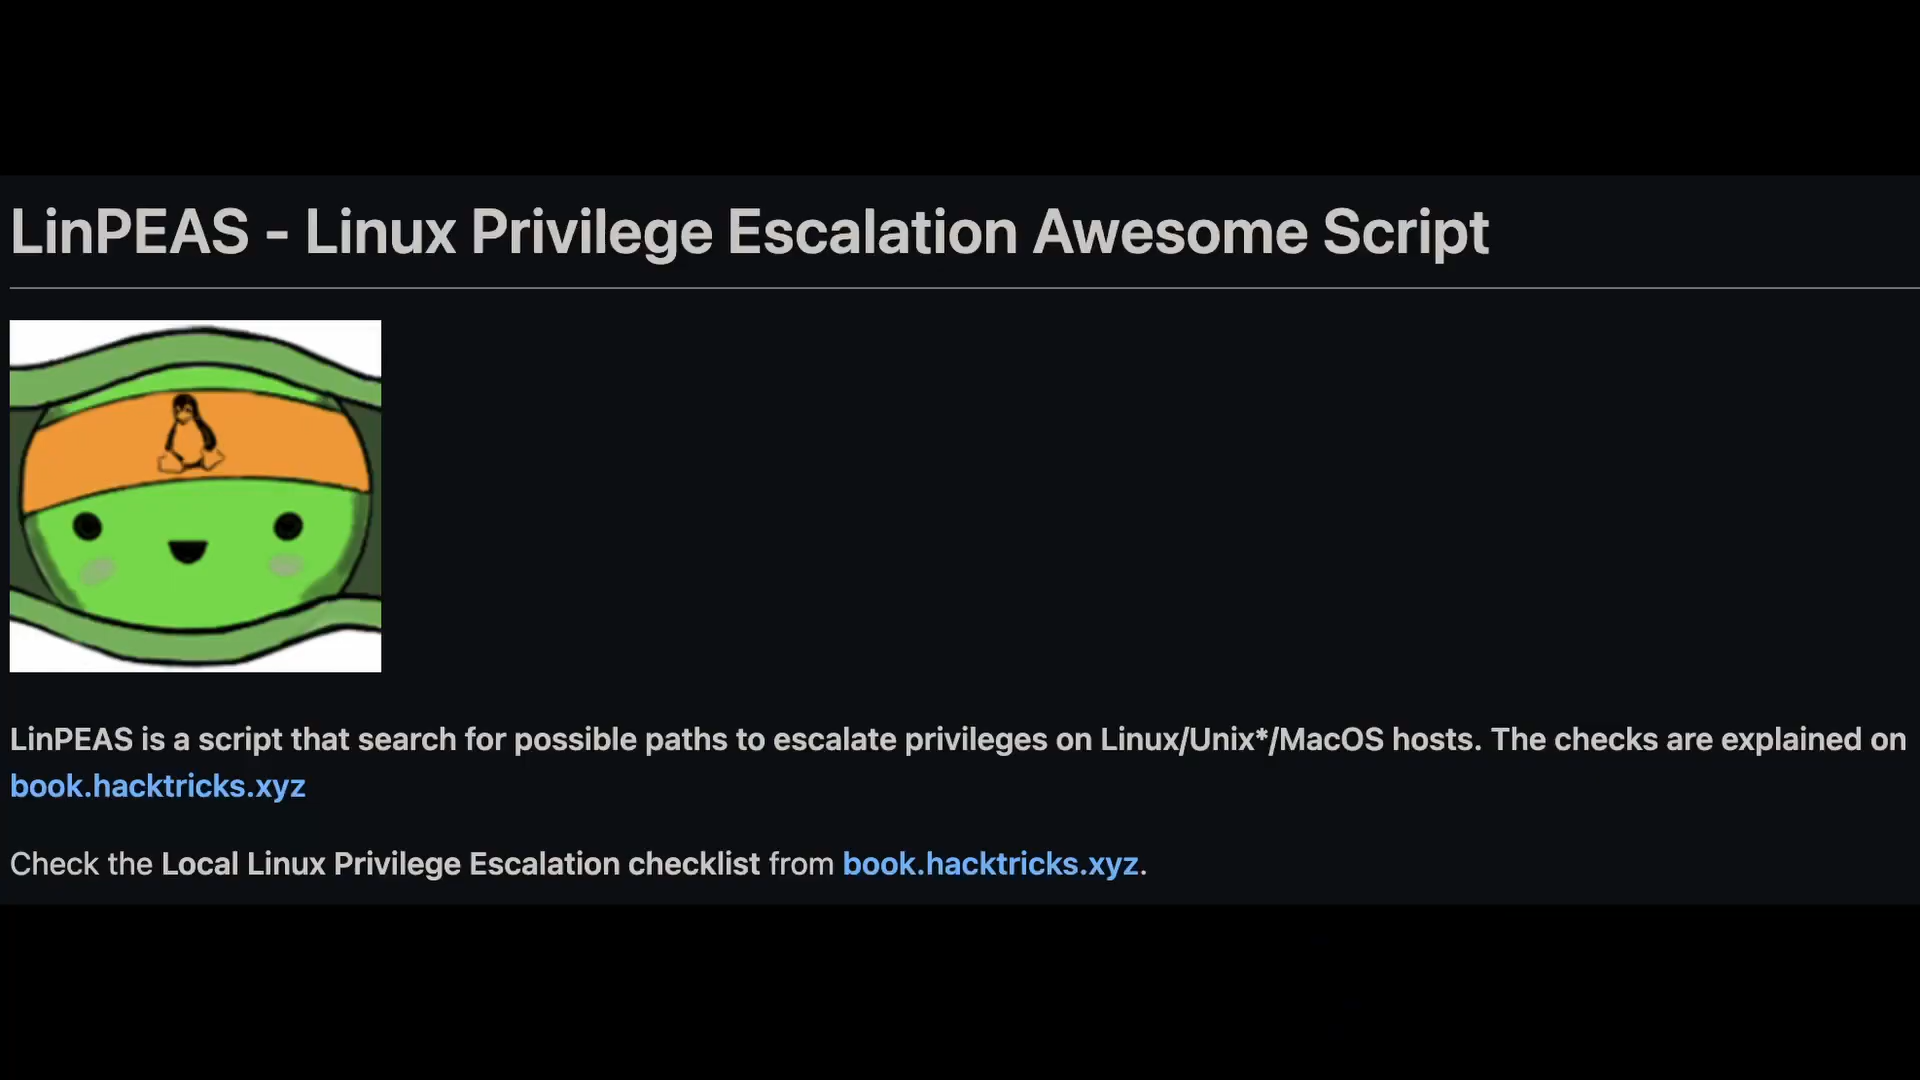 LinPEAS - Linux Privilege Escalation Awesome Script
LinPEAS is a script that search for possible paths to escalate privileges on Linux/Unix*/MacOS hosts. The checks are explained on
book.hacktricks.xyz
Check the Local Linux Privilege Escalation checklist from book.hacktricks.xyz.